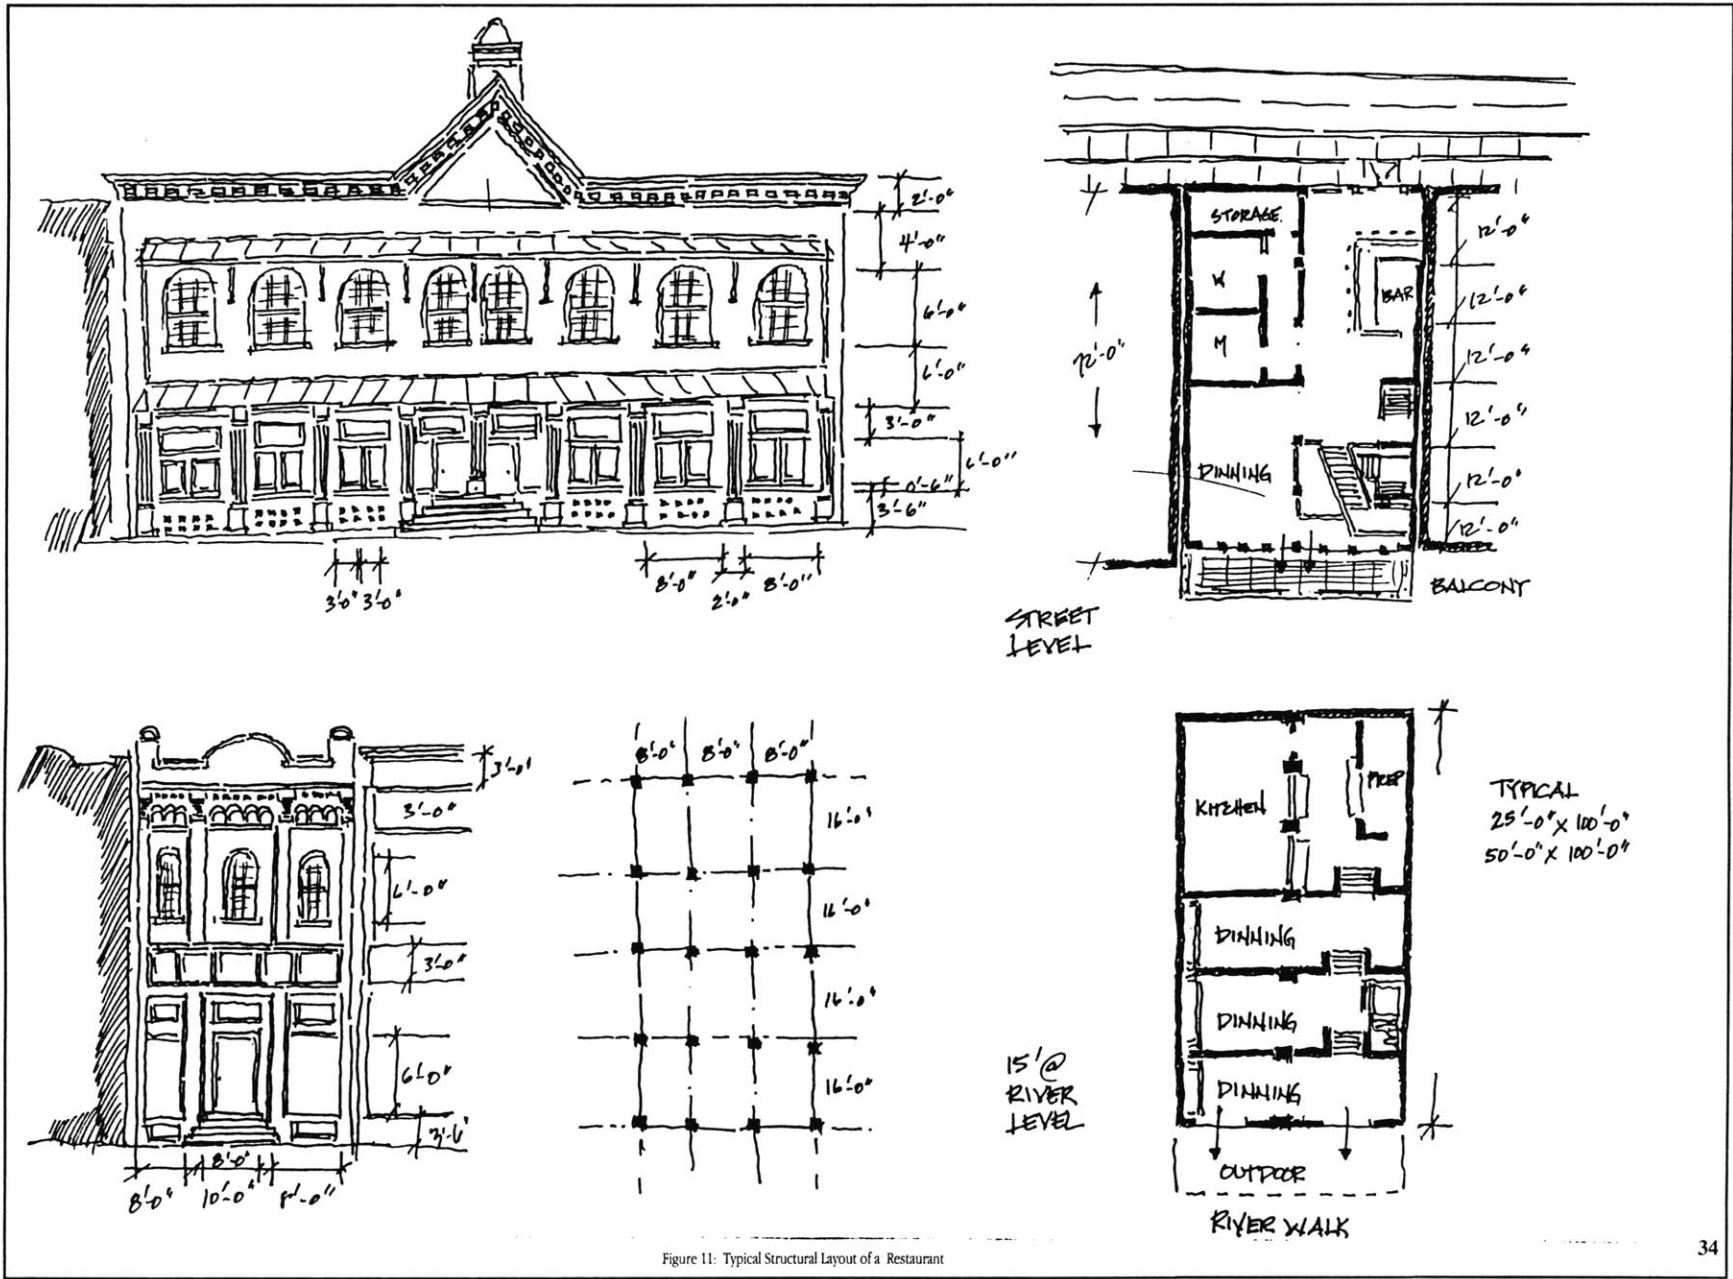 2'-0"
4'-0"
6'-0"
6'-0"
3'-0"
6'-0"
0'-6"
3'-6"
3'-0" 3'-0"
8'-0" 2'-0" 8'-0"
STORAGE
W
M
BAR
DINNING
72'-0"
12'-0"
12'-0"
12'-0"
12'-0"
12'-0"
12'-0"
BALCONY
STREET
LEVEL
3'-0"
3'-0"
6'-0"
3'-0"
6'-0"
3'-6"
8'-0"
8'-0" 10'-0" 8'-0"
8'-0" 8'-0" 8'-0"
16'-0"
16'-0"
16'-0"
16'-0"
KITCHEN
PREP
DINNING
DINNING
DINNING
OUTDOOR
RIVER WALK
15' @
RIVER
LEVEL
TYPICAL
25'-0" X 100'-0"
50'-0" X 100'-0"
Figure 11: Typical Structural Layout of a Restaurant
34